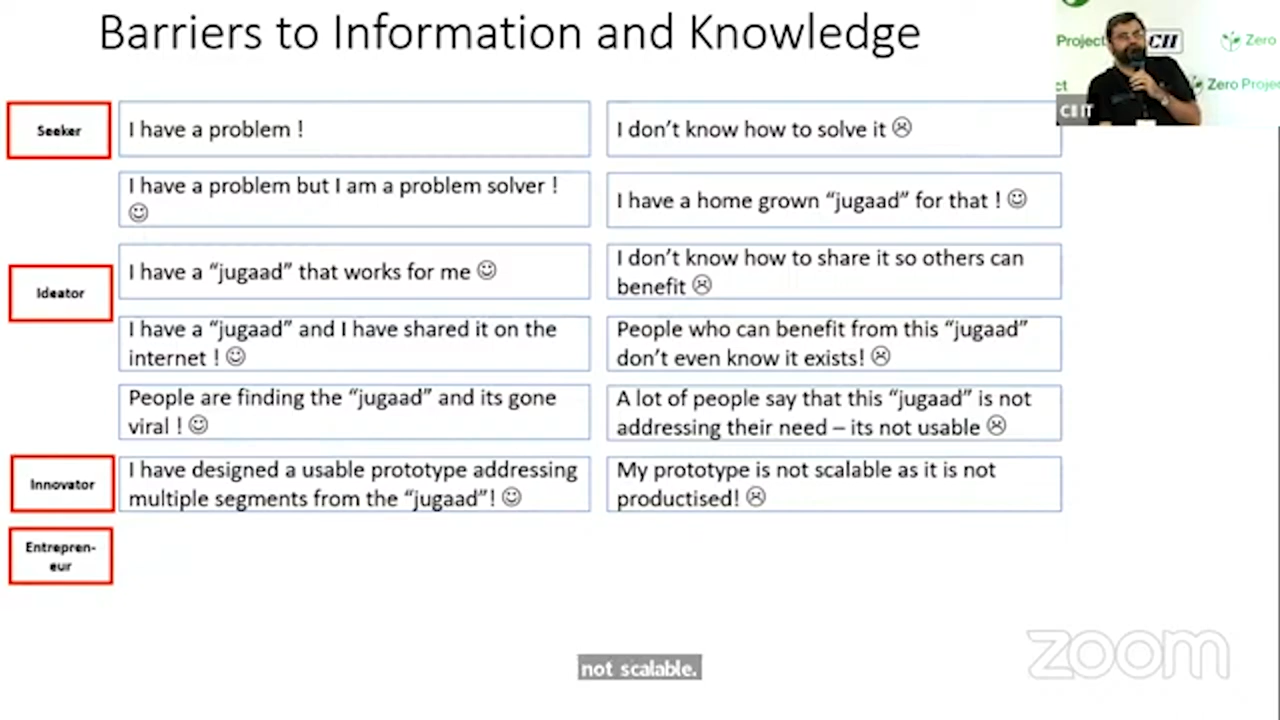 Barriers to Information and Knowledge
Project
CII
Zero
ct
Zero Projec
CII IT
Seeker
I have a problem !
I don’t know how to solve it ☹
I have a problem but I am a problem solver !
☺
I have a home grown “jugaad” for that ! ☺
Ideator
I have a “jugaad” that works for me ☺
I don’t know how to share it so others can
benefit ☹
I have a “jugaad” and I have shared it on the
internet ! ☺
People who can benefit from this “jugaad”
don’t even know it exists! ☹
People are finding the “jugaad” and its gone
viral ! ☺
A lot of people say that this “jugaad” is not
addressing their need – its not usable ☹
Innovator
I have designed a usable prototype addressing
multiple segments from the “jugaad”! ☺
My prototype is not scalable as it is not
productised! ☹
Entrepren-
eur
not scalable.
zoom